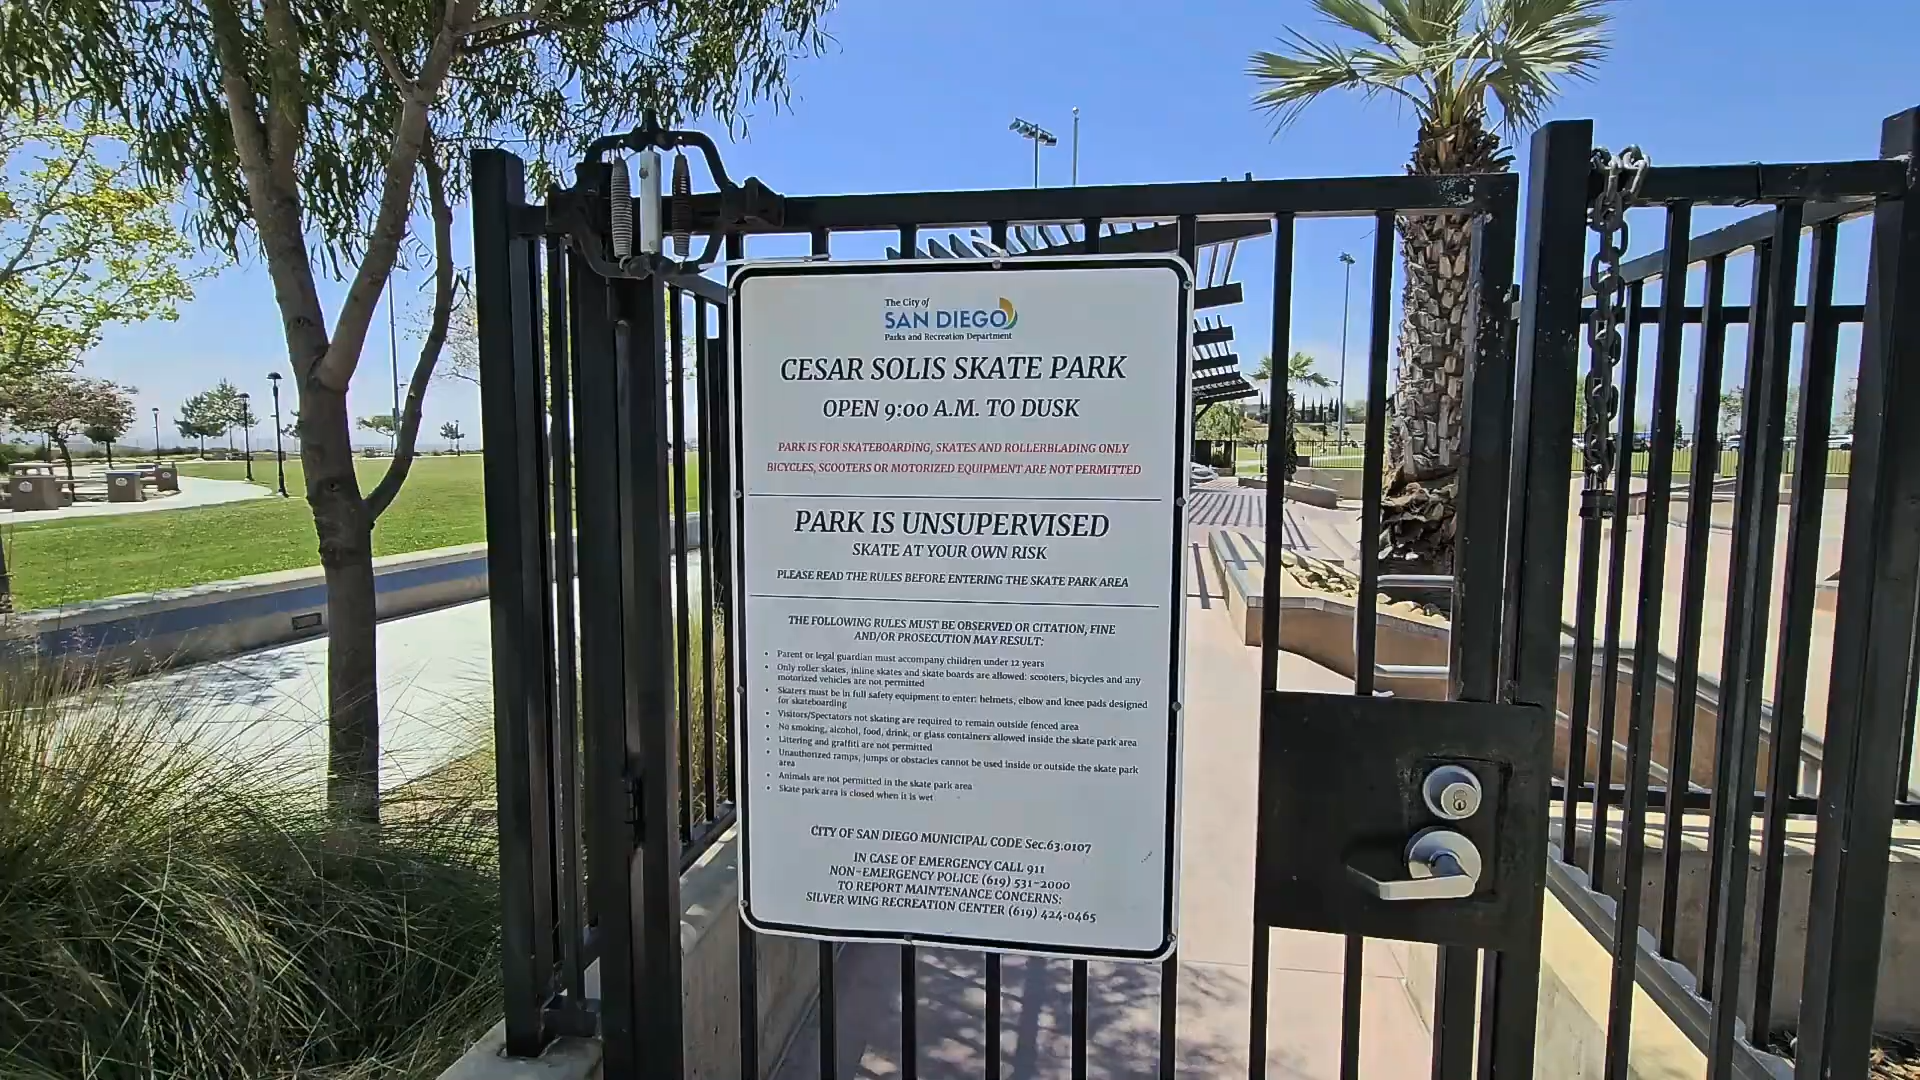 The City of
SAN DIEGO
Parks and Recreation Department
CESAR SOLIS SKATE PARK
OPEN 9:00 A.M. TO DUSK
PARK IS FOR SKATEBOARDING, SKATES AND ROLLERBLADING ONLY
BICYCLES, SCOOTERS OR MOTORIZED EQUIPMENT ARE NOT PERMITTED
PARK IS UNSUPERVISED
SKATE AT YOUR OWN RISK
PLEASE READ THE RULES BEFORE ENTERING THE SKATE PARK AREA
THE FOLLOWING RULES MUST BE OBSERVED OR CITATION, FINE
AND/OR PROSECUTION MAY RESULT:
• Parent or legal guardian must accompany children under 12 years
• Only roller skates, inline skates and skate boards are allowed: scooters, bicycles and any
motorized vehicles are not permitted
• Skaters must be in full safety equipment to enter: helmets, elbow and knee pads designed
for skateboarding
• Visitors/Spectators not skating are required to remain outside fenced area
• No smoking, alcohol, food, drink, or glass containers allowed inside the skate park area
• Littering and graffiti are not permitted
• Unauthorized ramps, jumps or obstacles cannot be used inside or outside the skate park
area
• Animals are not permitted in the skate park area
• Skate park area is closed when it is wet
CITY OF SAN DIEGO MUNICIPAL CODE Sec.63.0107
IN CASE OF EMERGENCY CALL 911
NON-EMERGENCY POLICE (619) 531-2000
TO REPORT MAINTENANCE CONCERNS:
SILVER WING RECREATION CENTER (619) 424-0465